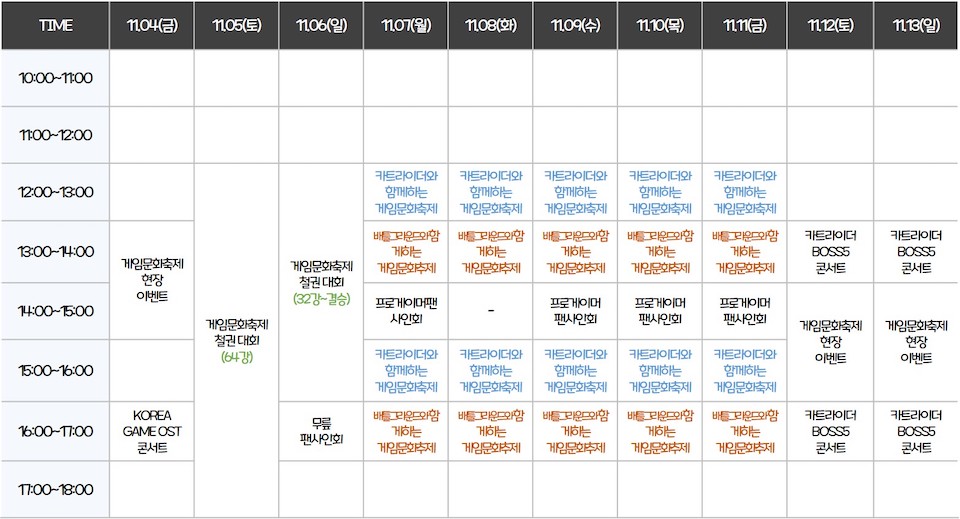 TIME 11.04(금) 11.05(토) 11.06(일) 11.07(월) 11.08(화) 11.09(수) 11.10(목) 11.11(금) 11.12(토) 11.13(일)
10:00~11:00
11:00~12:00
12:00~13:00
카트라이더와 카트라이더와 카트라이더와 카트라이더와 카트라이더와
함께하는 함께하는 함께하는 함께하는 함께하는
게임문화축제 게임문화축제 게임문화축제 게임문화축제 게임문화축제
13:00~14:00
게임문화축제
현장
이벤트
게임문화축제
철권 대회
(64강)
게임문화축제
철권 대회
(32강~결승)
배틀그라운드와함 배틀그라운드와함 배틀그라운드와함 배틀그라운드와함 배틀그라운드와함
께하는 께하는 께하는 께하는 께하는
게임문화축제 게임문화축제 게임문화축제 게임문화축제 게임문화축제
카트라이더 카트라이더
BOSS5 BOSS5
콘서트 콘서트
14:00~15:00
프로게이머팬 - 프로게이머 프로게이머 프로게이머
사인회 팬사인회 팬사인회 팬사인회
게임문화축제 게임문화축제
현장 현장
이벤트 이벤트
15:00~16:00
카트라이더와 카트라이더와 카트라이더와 카트라이더와 카트라이더와
함께하는 함께하는 함께하는 함께하는 함께하는
게임문화축제 게임문화축제 게임문화축제 게임문화축제 게임문화축제
16:00~17:00
KOREA
GAME OST
콘서트
무릎
팬사인회
배틀그라운드와함 배틀그라운드와함 배틀그라운드와함 배틀그라운드와함 배틀그라운드와함
께하는 께하는 께하는 께하는 께하는
게임문화축제 게임문화축제 게임문화축제 게임문화축제 게임문화축제
카트라이더 카트라이더
BOSS5 BOSS5
콘서트 콘서트
17:00~18:00